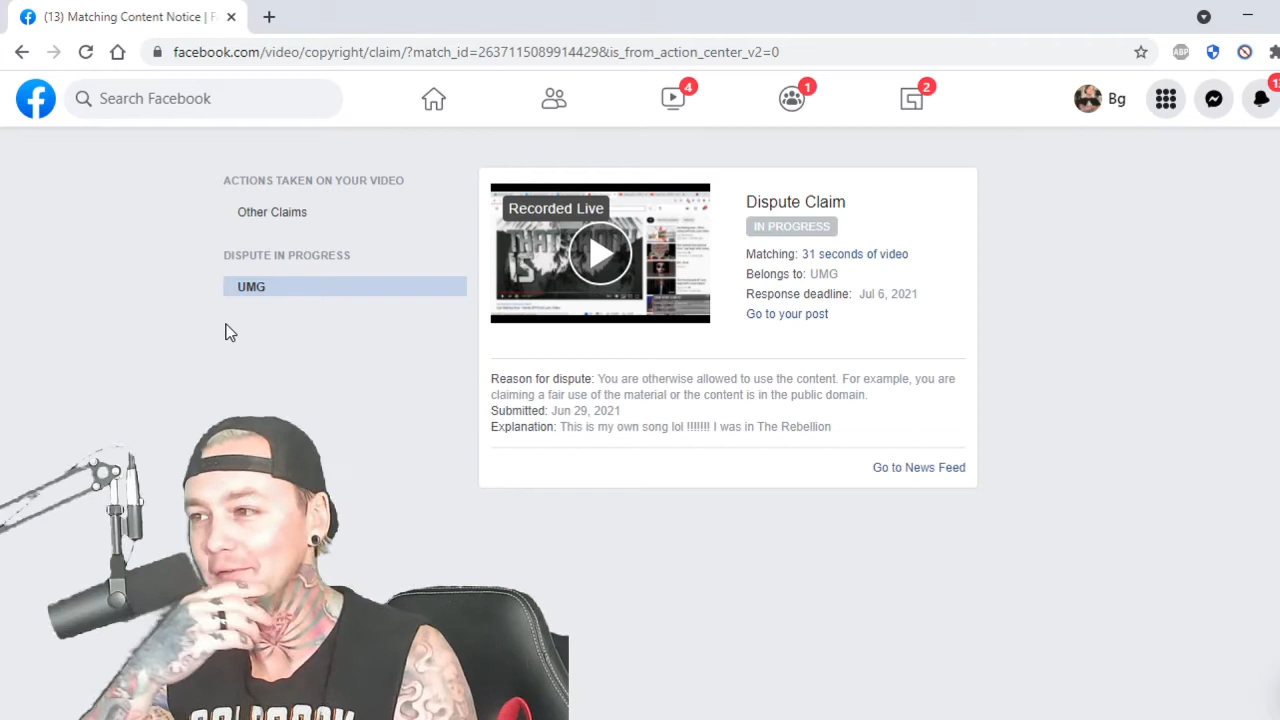 (13) Matching Content Notice | F
facebook.com/video/copyright/claim/?match_id=2637115089914429&is_from_action_center_v2=0
ABP
Search Facebook
4
1
2
Bg
13
ACTIONS TAKEN ON YOUR VIDEO
Other Claims
DISPUTE IN PROGRESS
UMG
Recorded Live
Dispute Claim
IN PROGRESS
Matching: 31 seconds of video
Belongs to: UMG
Response deadline: Jul 6, 2021
Go to your post
Reason for dispute: You are otherwise allowed to use the content. For example, you are
claiming a fair use of the material or the content is in the public domain.
Submitted: Jun 29, 2021
Explanation: This is my own song lol !!!!!!! I was in The Rebellion
Go to News Feed